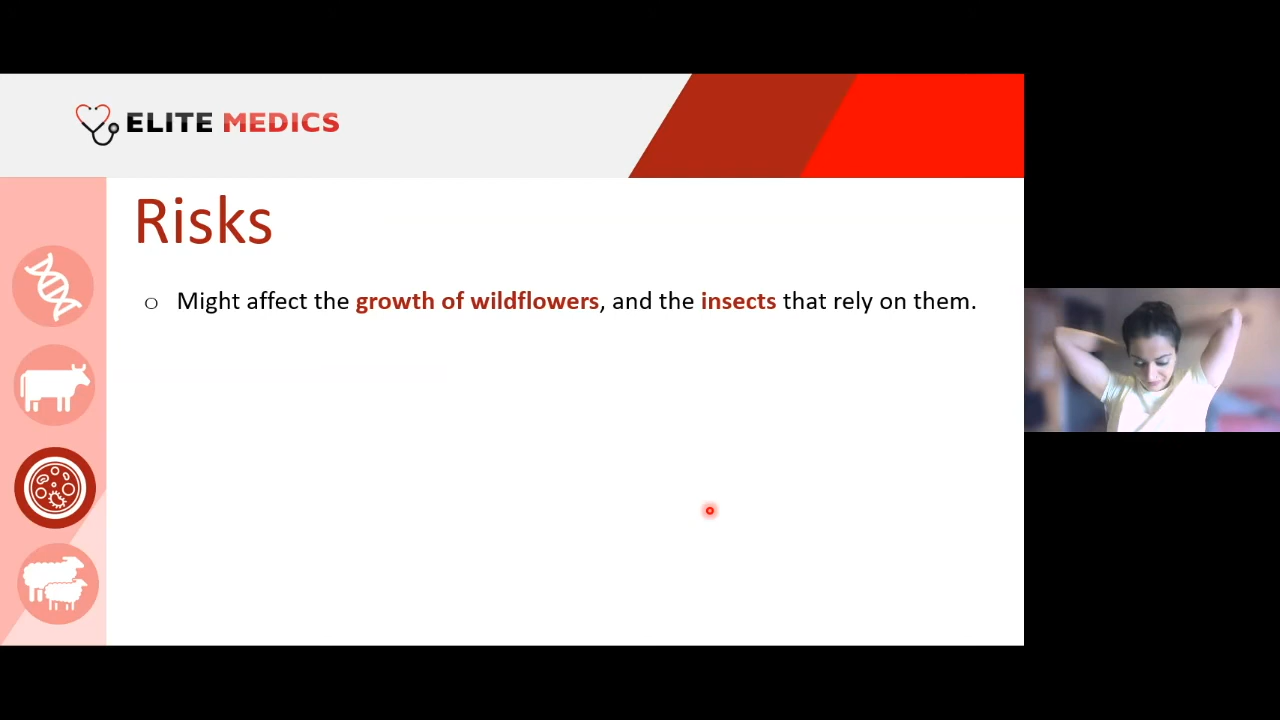 ELITE MEDICS
Risks
o Might affect the growth of wildflowers, and the insects that rely on them.